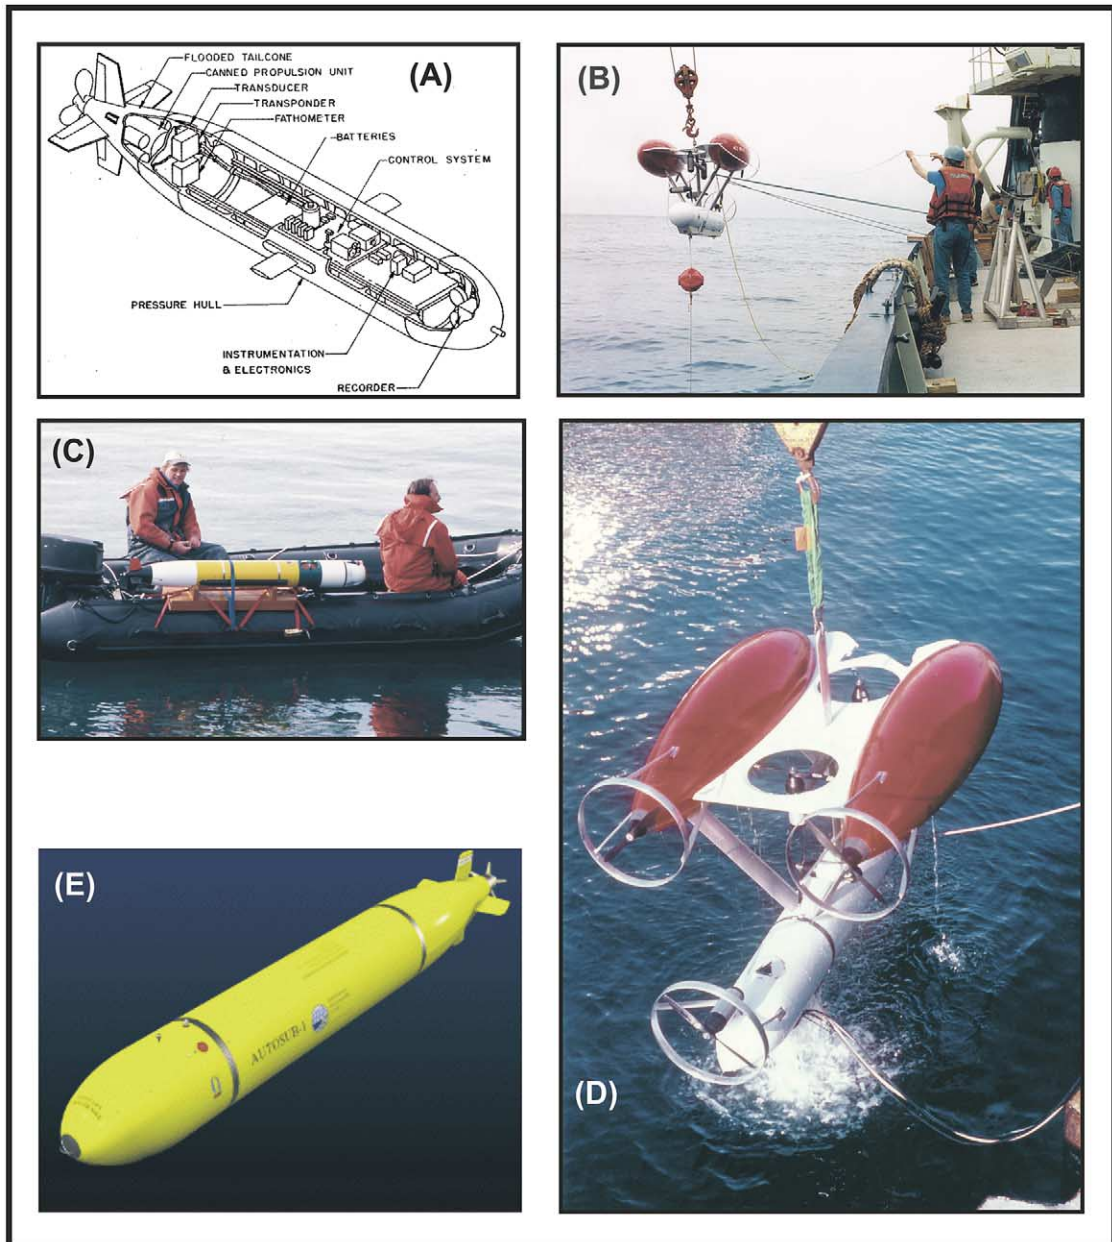 (A)
FLOODED TAILCONE
CANNED PROPULSION UNIT
TRANSDUCER
TRANSPONDER
FATHOMETER
BATTERIES
CONTROL SYSTEM
PRESSURE HULL
INSTRUMENTATION
& ELECTRONICS
RECORDER
(B)
(C)
(D)
(E)
AUTOSUB-1